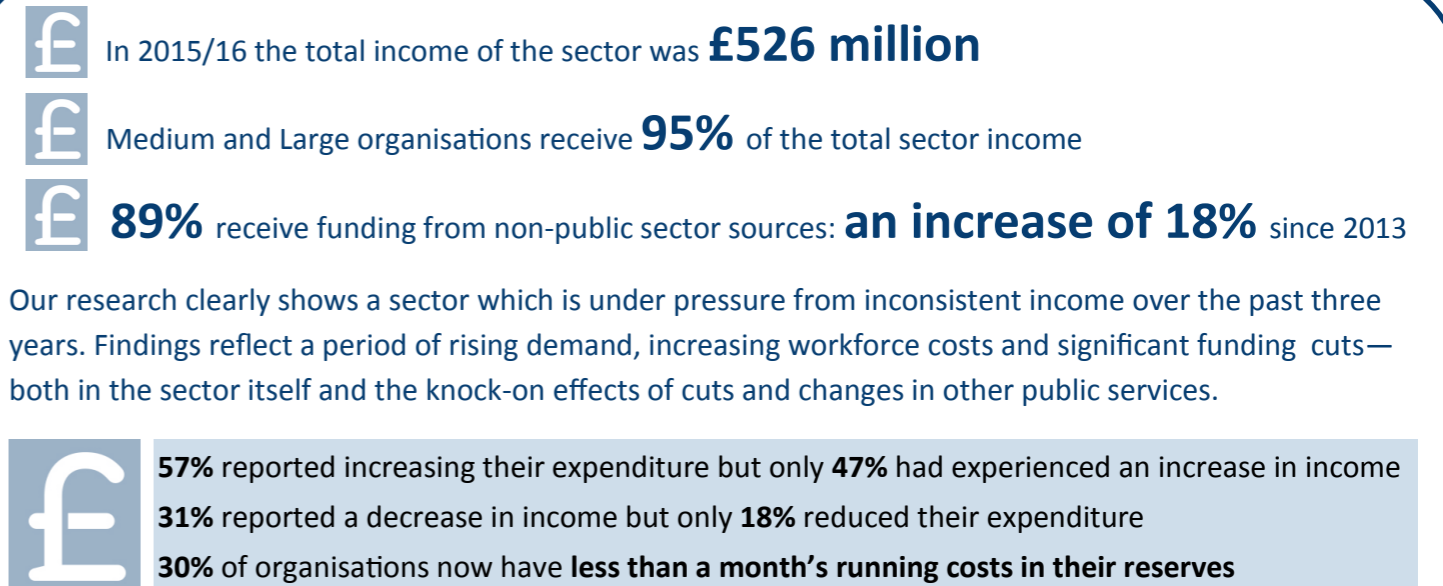 £ In 2015/16 the total income of the sector was £526 million
£ Medium and Large organisations receive 95% of the total sector income
£ 89% receive funding from non-public sector sources: an increase of 18% since 2013
Our research clearly shows a sector which is under pressure from inconsistent income over the past three
years. Findings reflect a period of rising demand, increasing workforce costs and significant funding cuts—
both in the sector itself and the knock-on effects of cuts and changes in other public services.
£
57% reported increasing their expenditure but only 47% had experienced an increase in income
31% reported a decrease in income but only 18% reduced their expenditure
30% of organisations now have less than a month's running costs in their reserves